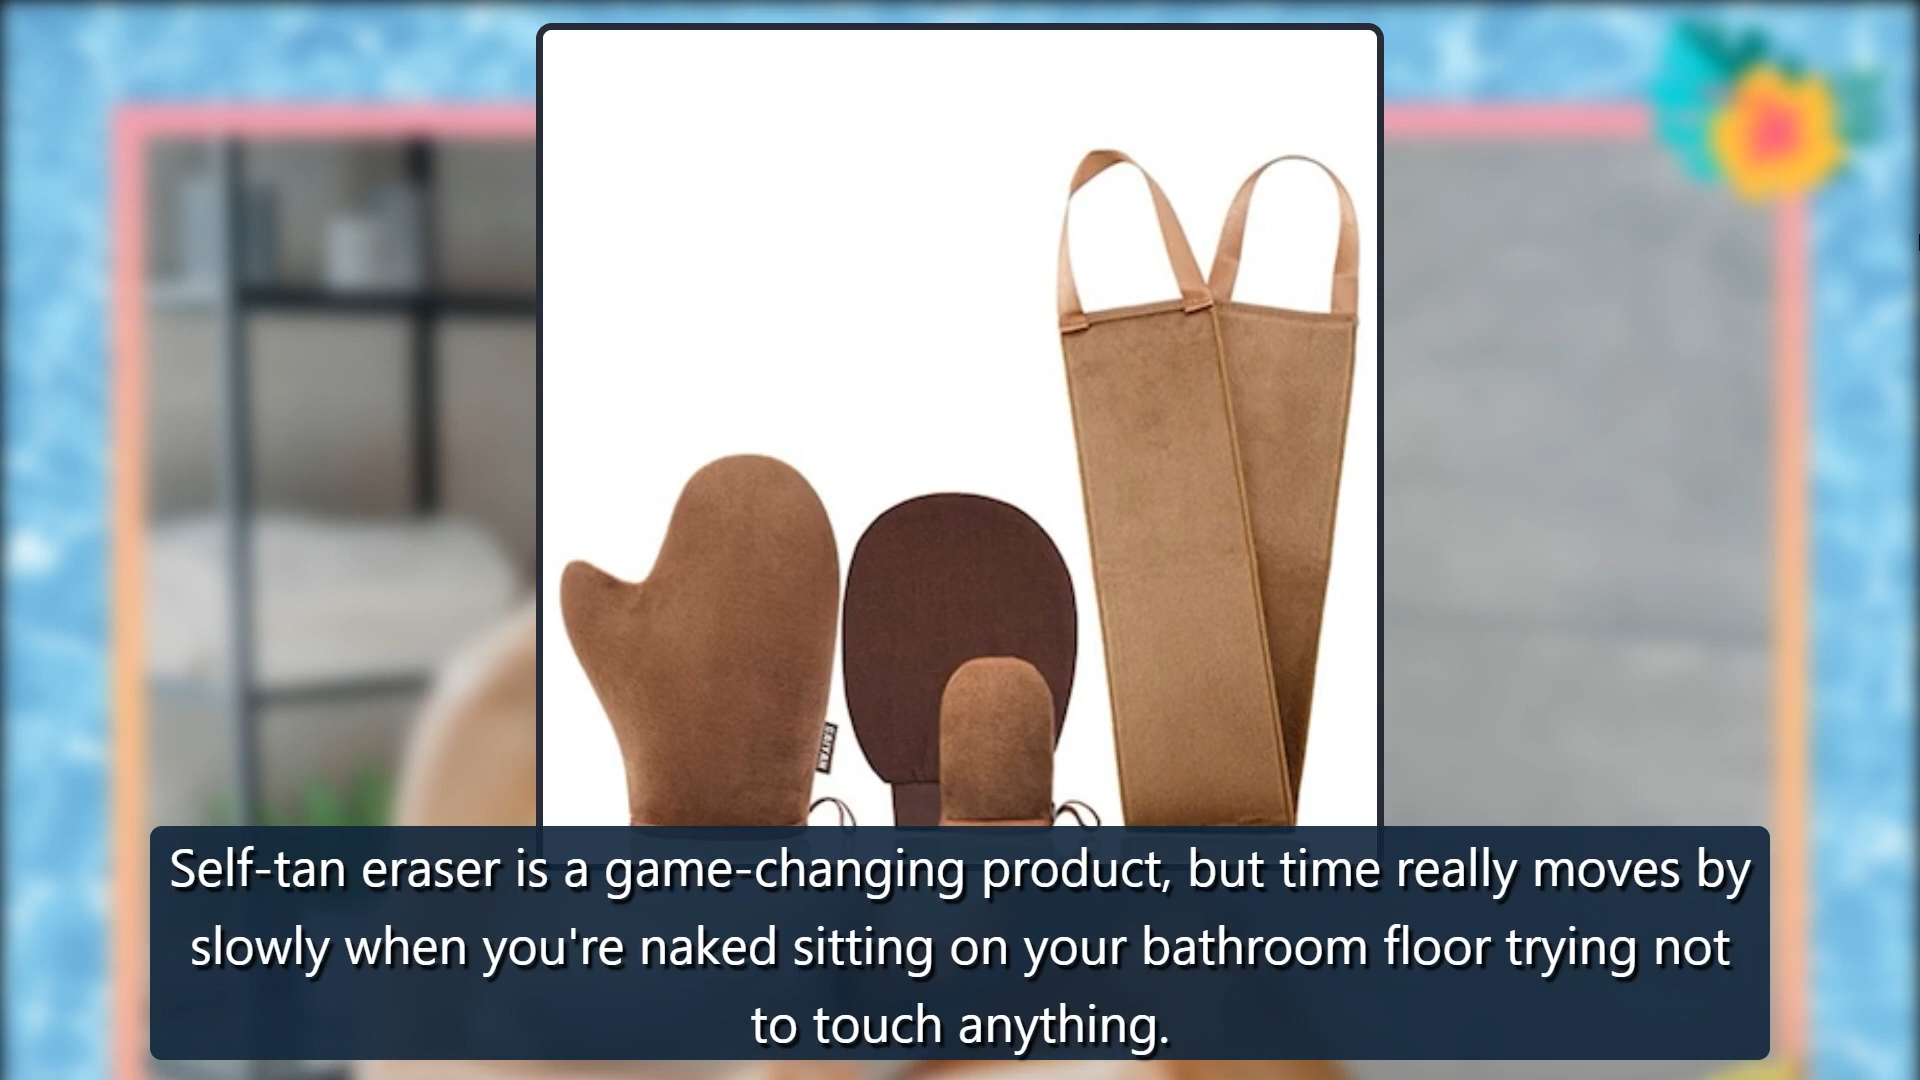 Self-tan eraser is a game-changing product, but time really moves by
slowly when you're naked sitting on your bathroom floor trying not
to touch anything.